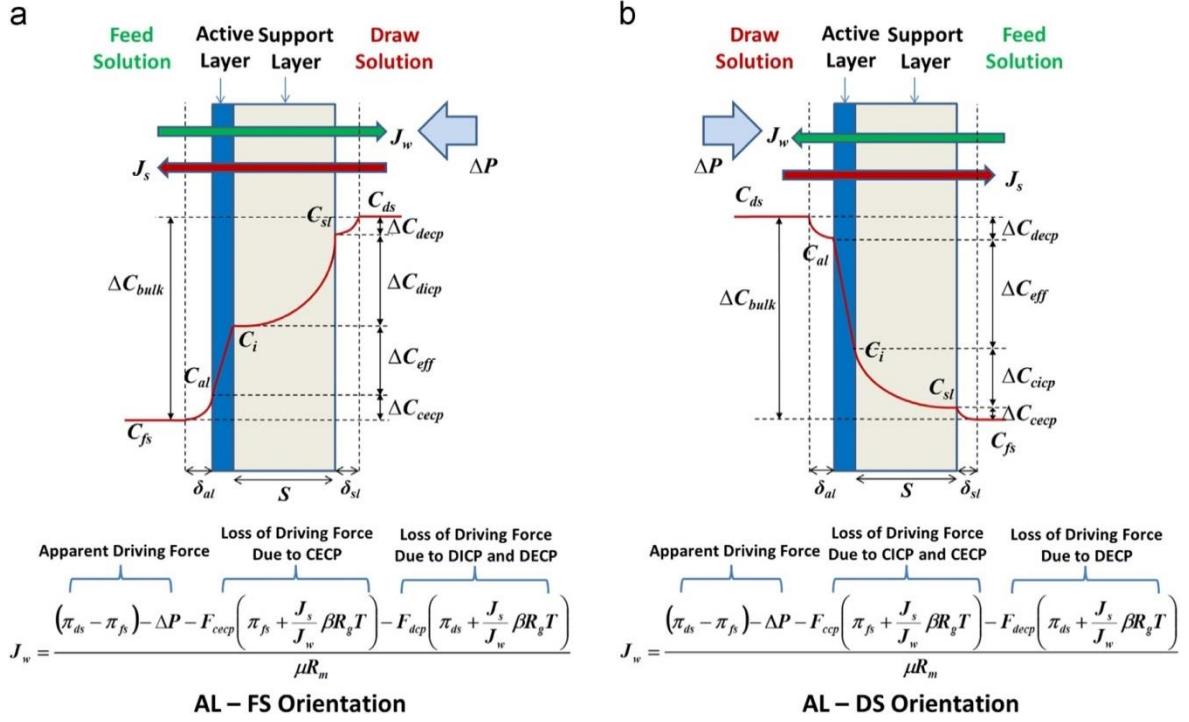 a
Feed
Solution
Active
Layer
Support
Layer
Draw
Solution
J_w
ΔP
J_s
C_ds
C_sl
ΔC_decp
ΔC_bulk
ΔC_dicp
C_i
ΔC_eff
C_al
ΔC_cecp
C_fs
δ_al
S
δ_sl
Apparent Driving Force
Loss of Driving Force
Due to CECP
Loss of Driving Force
Due to DICP and DECP
J_w = ((π_ds − π_fs) − ΔP − F_cecp(π_fs + (J_s/J_w) βR_gT) − F_dcp(π_ds + (J_s/J_w) βR_gT)) / μR_m
AL – FS Orientation
b
Draw
Solution
Active
Layer
Support
Layer
Feed
Solution
J_w
ΔP
J_s
C_ds
ΔC_decp
C_al
ΔC_bulk
ΔC_eff
C_i
ΔC_cicp
C_sl
ΔC_cecp
C_fs
δ_al
S
δ_sl
Apparent Driving Force
Loss of Driving Force
Due to CICP and CECP
Loss of Driving Force
Due to DECP
J_w = ((π_ds − π_fs) − ΔP − F_ccp(π_fs + (J_s/J_w) βR_gT) − F_decp(π_ds + (J_s/J_w) βR_gT)) / μR_m
AL – DS Orientation